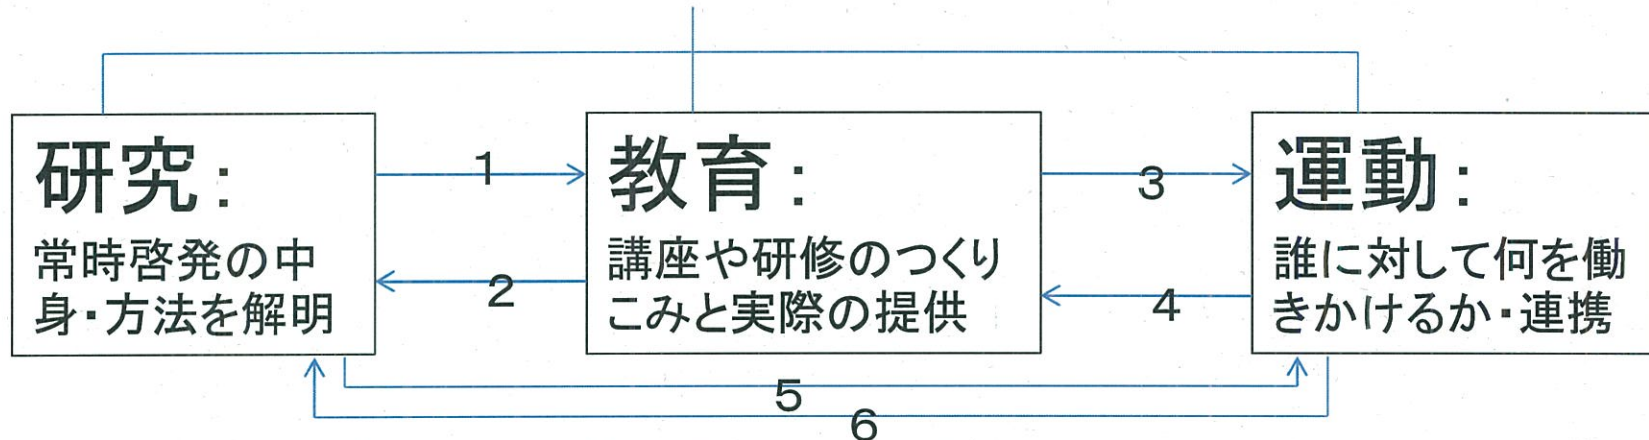 研究:
常時啓発の中
身・方法を解明
1
2
教育:
講座や研修のつくり
こみと実際の提供
3
4
運動:
誰に対して何を働
きかけるか・連携
5
6